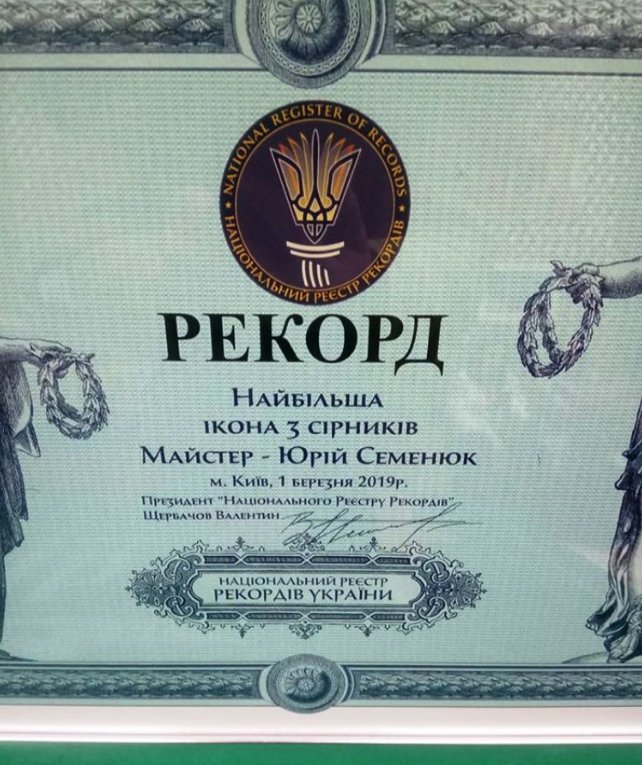 NATIONAL REGISTER OF RECORDS
НАЦІОНАЛЬНИЙ РЕЄСТР РЕКОРДІВ
РЕКОРД
Найбільша
ікона з сірників
Майстер - Юрій Семенюк
м. Київ, 1 березня 2019р.
Президент "Національного Реєстру Рекордів"
Щербачов Валентин
НАЦІОНАЛЬНИЙ РЕЄСТР
РЕКОРДІВ УКРАЇНИ